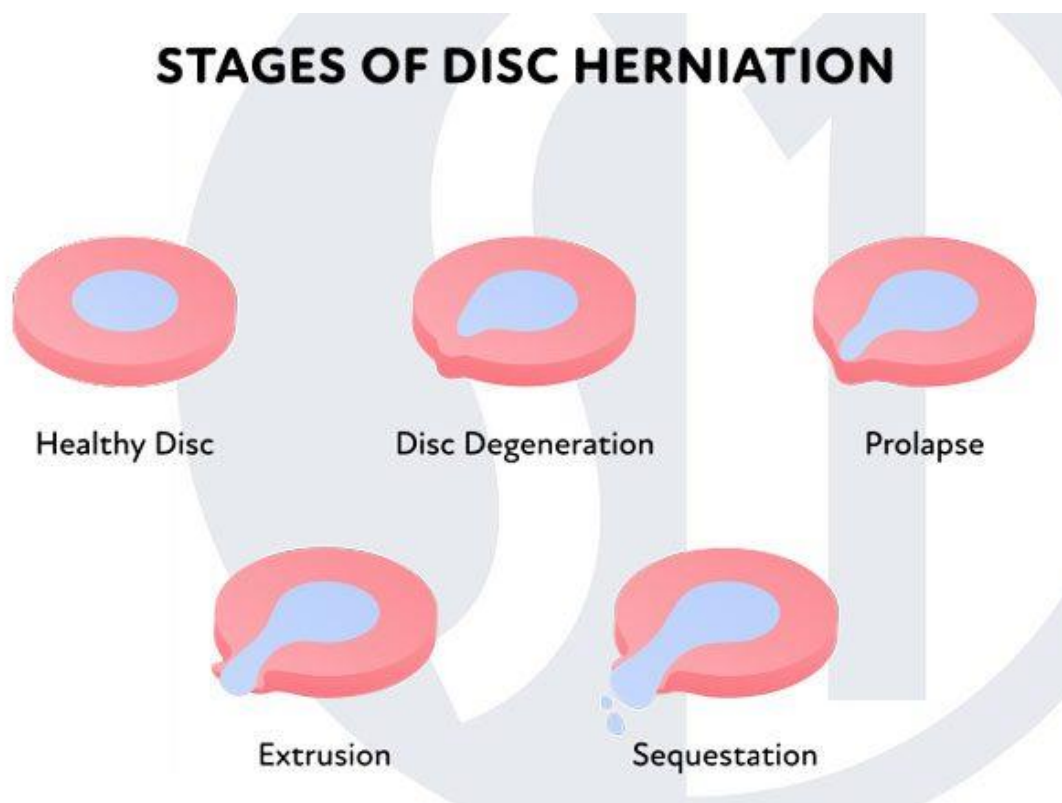 STAGES OF DISC HERNIATION
Healthy Disc
Disc Degeneration
Prolapse
Extrusion
Sequestation